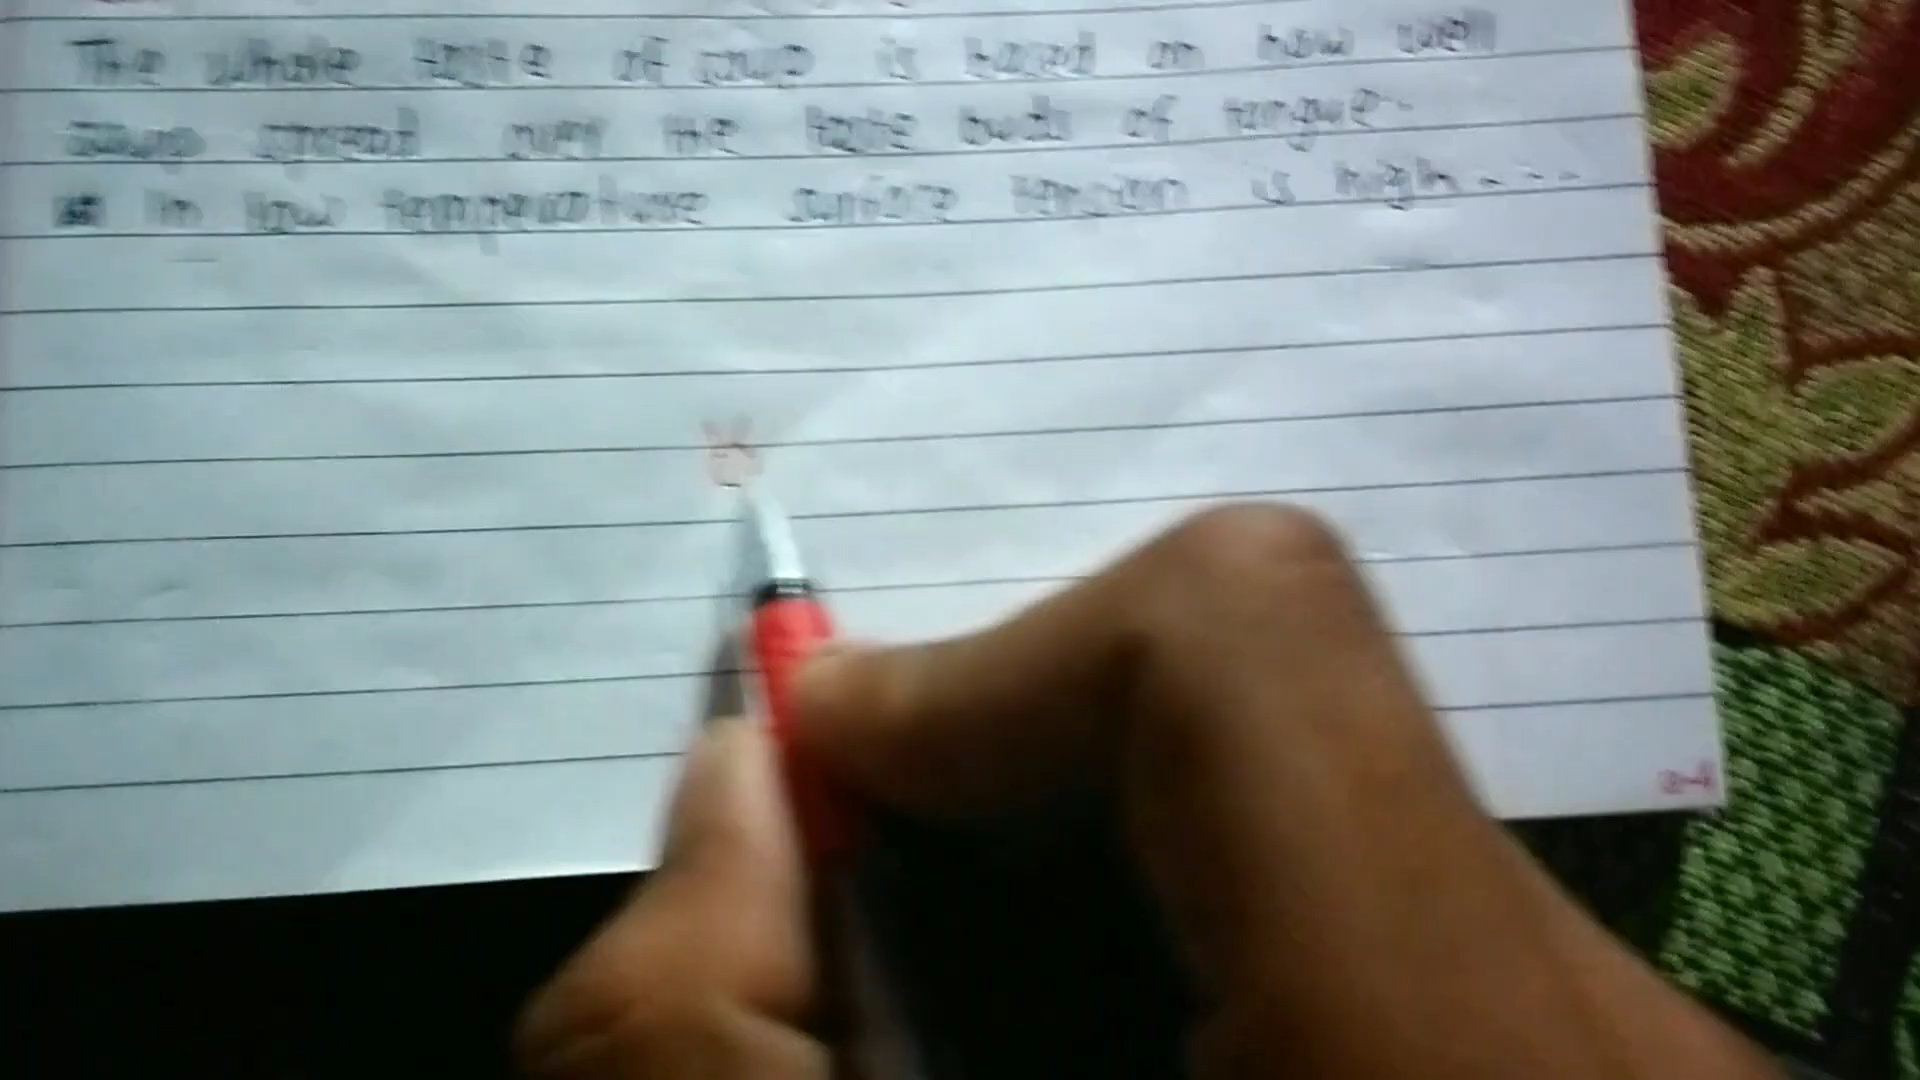 The whole taste of soup is based on how well
soup spread over the taste buds of tongue..
In low temperature surface tension is high....